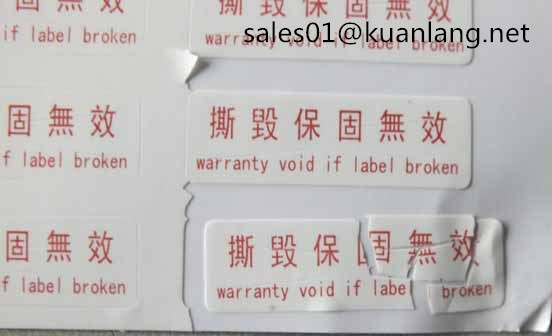 固無效
if label broken
撕毀保固無效
warranty void if label broken
sales01@kuanlang.net
固無效
f label broken
撕毀保固無效
warranty void if label broken
固無效
f label broken
撕毀保固無效
warranty void if labe broken